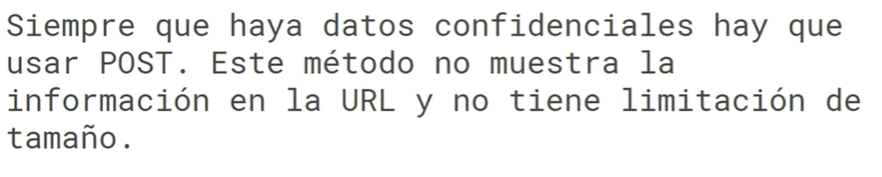 Siempre que haya datos confidenciales hay que
usar POST. Este método no muestra la
información en la URL y no tiene limitación de
tamaño.